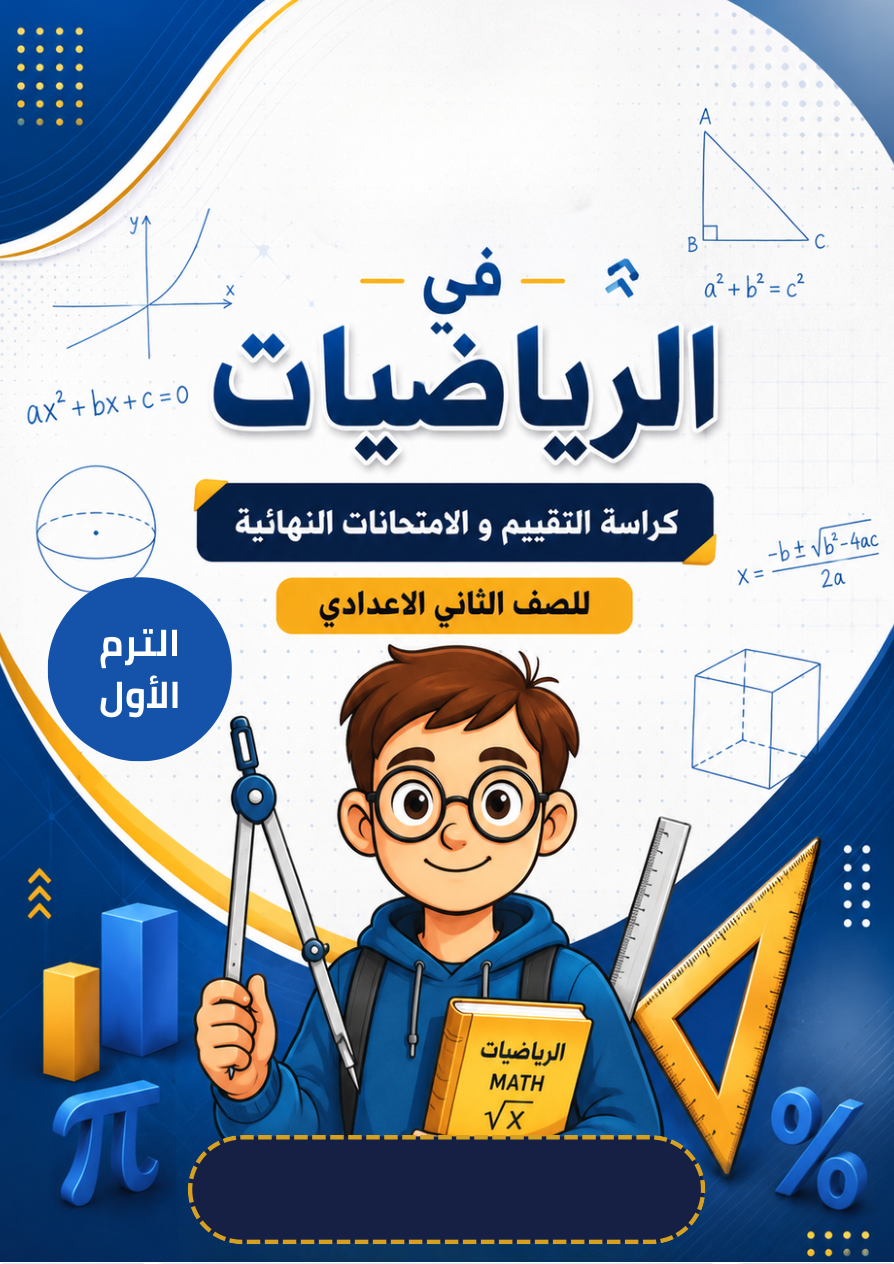 A
B
C
a² + b² = c²
y
x
في
الرياضيات
ax² + bx + c = 0
كراسة التقييم و الامتحانات النهائية
x = -b ± √b²-4ac / 2a
للصف الثاني الاعدادي
الترم
الأول
الرياضيات
MATH
√x
π
%